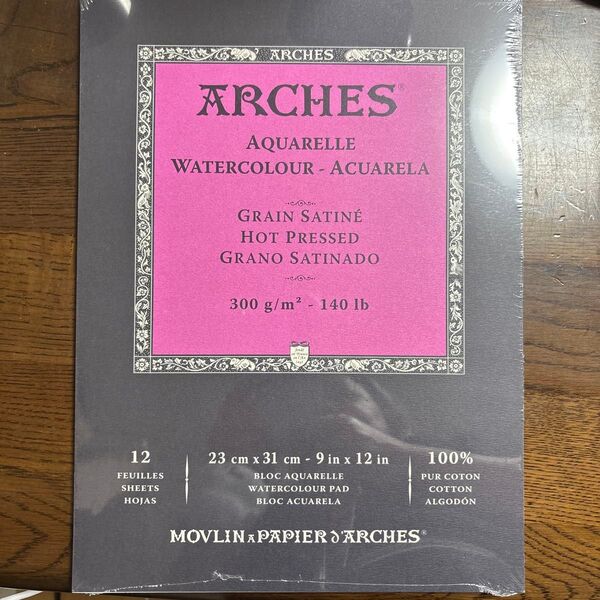 ARCHES
ARCHES®
AQUARELLE
WATERCOLOUR - ACUARELA
GRAIN SATINÉ
HOT PRESSED
GRANO SATINADO
300 g/m² - 140 lb
12
FEUILLES
SHEETS
HOJAS
23 cm x 31 cm - 9 in x 12 in
BLOC AQUARELLE
WATERCOLOUR PAD
BLOC ACUARELA
100%
PUR COTON
COTTON
ALGODÓN
MOVLIN A PAPIER D ARCHES®